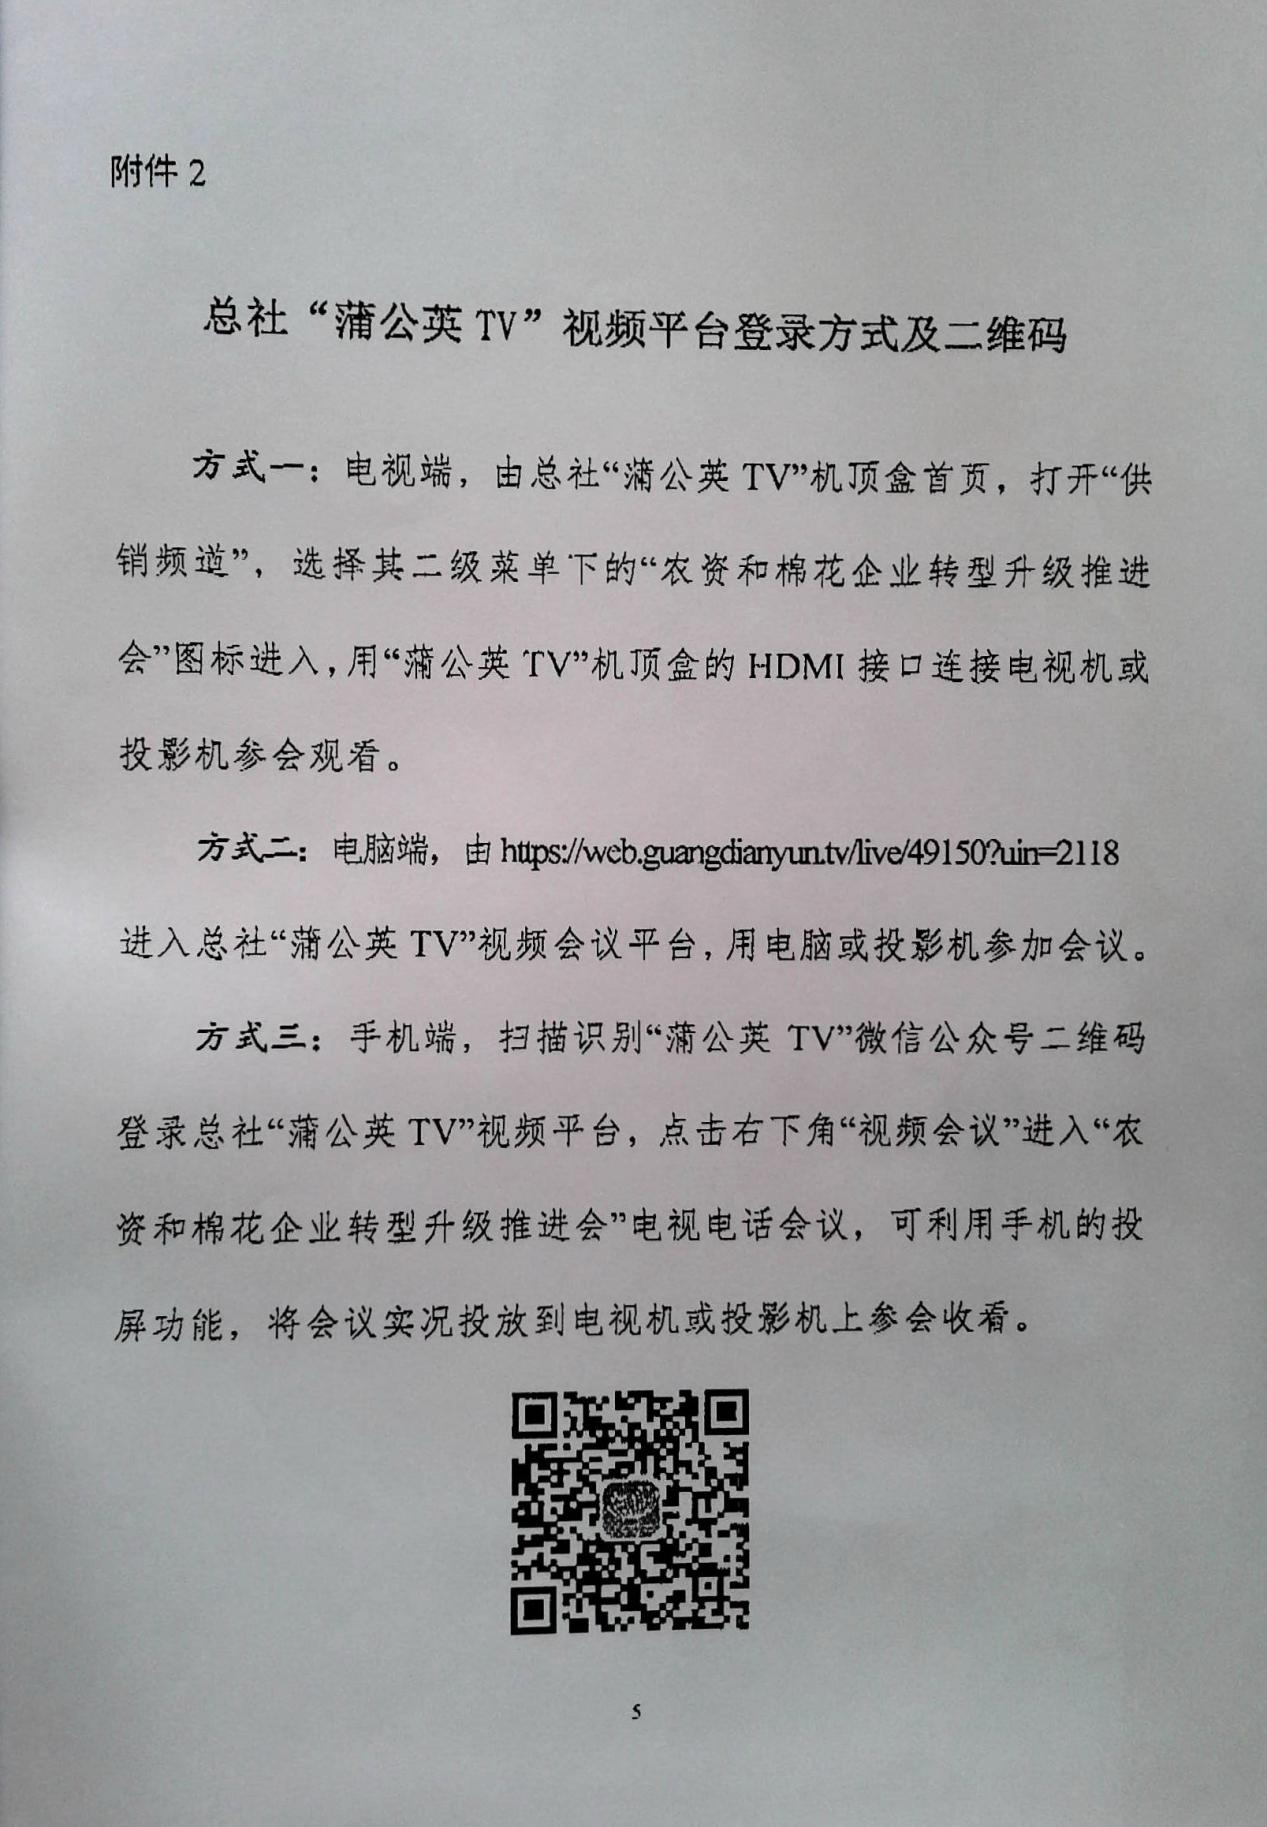 附件 2
总社“蒲公英 TV”视频平台登录方式及二维码
方式一：电视端，由总社“蒲公英 TV”机顶盒首页，打开“供
销频道”，选择其二级菜单下的“农资和棉花企业转型升级推进
会”图标进入，用“蒲公英 TV”机顶盒的 HDMI 接口连接电视机或
投影机参会观看。
方式二：电脑端，由 https://web.guangdianyun.tv/live/49150?uin=2118
进入总社“蒲公英 TV”视频会议平台，用电脑或投影机参加会议。
方式三：手机端，扫描识别“蒲公英 TV”微信公众号二维码
登录总社“蒲公英 TV”视频平台，点击右下角“视频会议”进入“农
资和棉花企业转型升级推进会”电视电话会议，可利用手机的投
屏功能，将会议实况投放到电视机或投影机上参会收看。
5